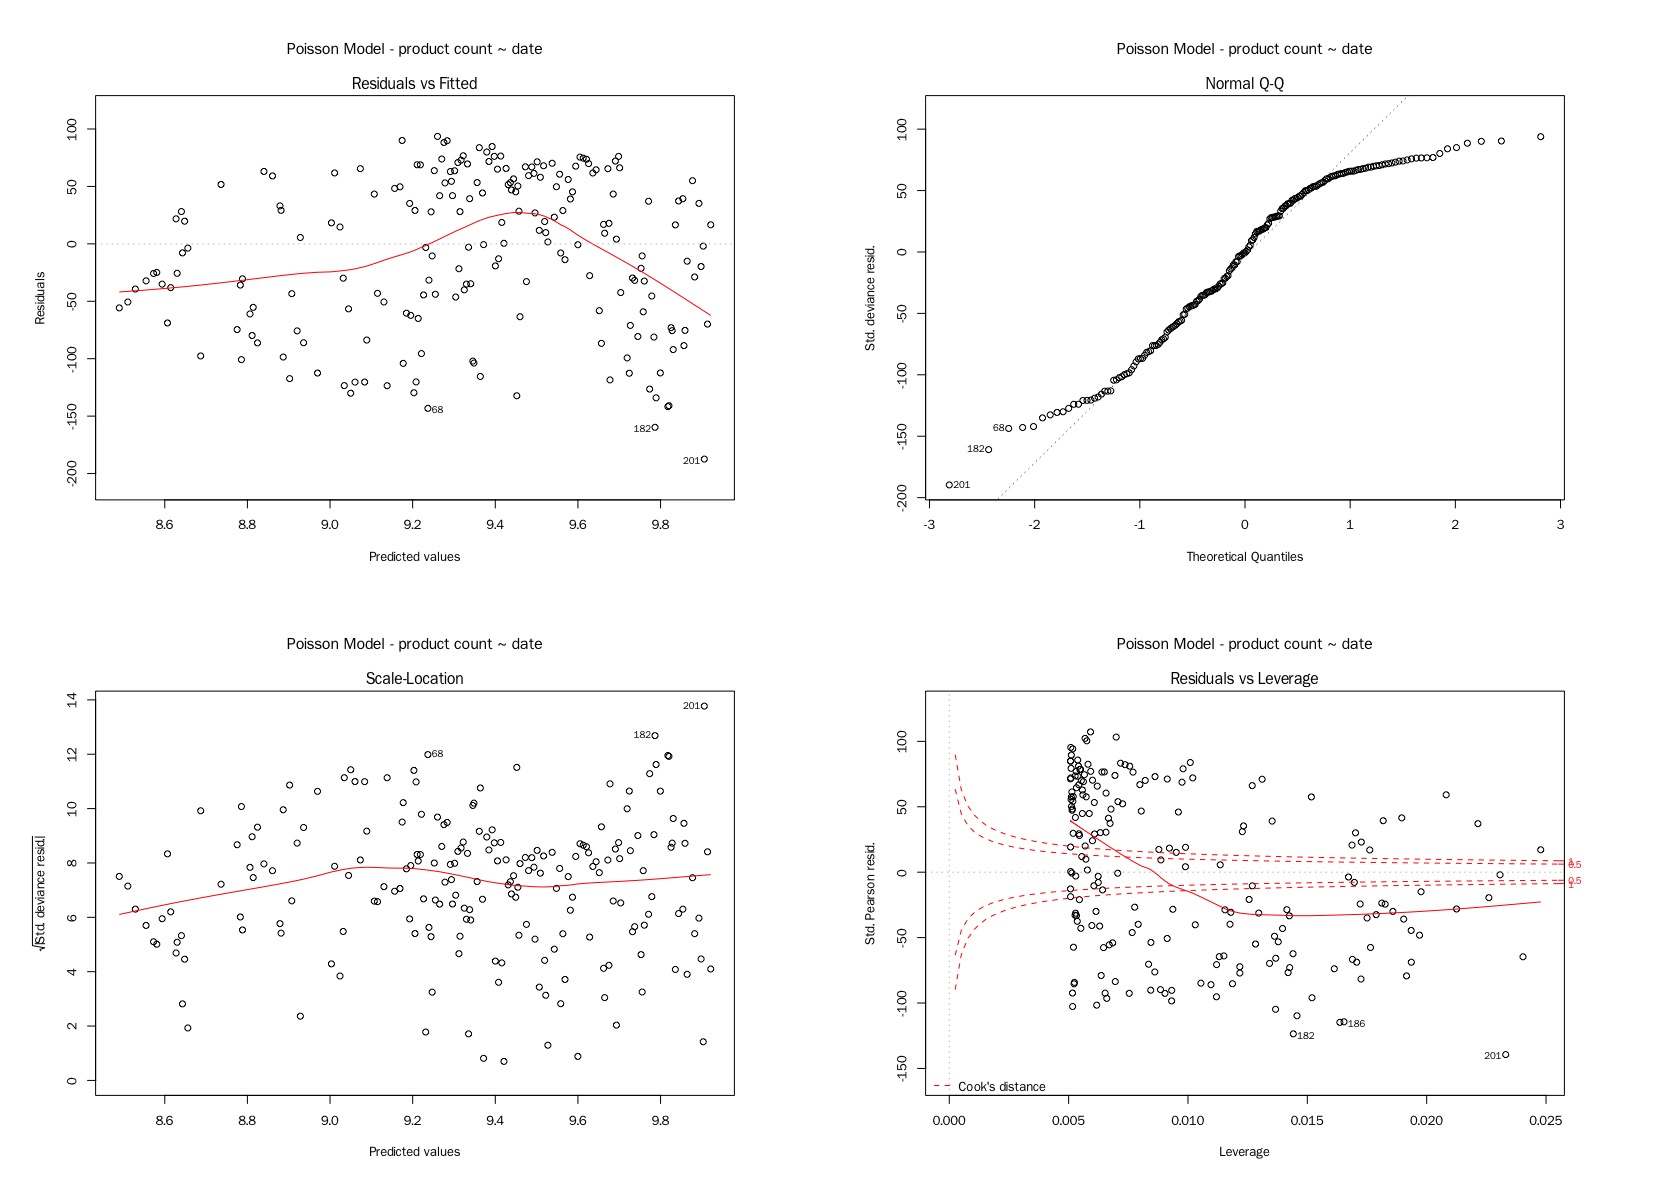 Poisson Model - product count ~ date
Residuals vs Fitted
Residuals
100
50
0
-50
-100
-150
-200
68
182
201
8.6 8.8 9.0 9.2 9.4 9.6 9.8
Predicted values
Poisson Model - product count ~ date
Normal Q-Q
Std. deviance resid.
100
50
0
-50
-100
-150
-200
68
182
201
-3 -2 -1 0 1 2 3
Theoretical Quantiles
Poisson Model - product count ~ date
Scale-Location
√|Std. deviance resid.|
14
12
10
8
6
4
2
0
201
182
68
8.6 8.8 9.0 9.2 9.4 9.6 9.8
Predicted values
Poisson Model - product count ~ date
Residuals vs Leverage
Std. Pearson resid.
100
50
0
-50
-100
-150
1
0.5
0.5
1
186
182
201
Cook's distance
0.000 0.005 0.010 0.015 0.020 0.025
Leverage